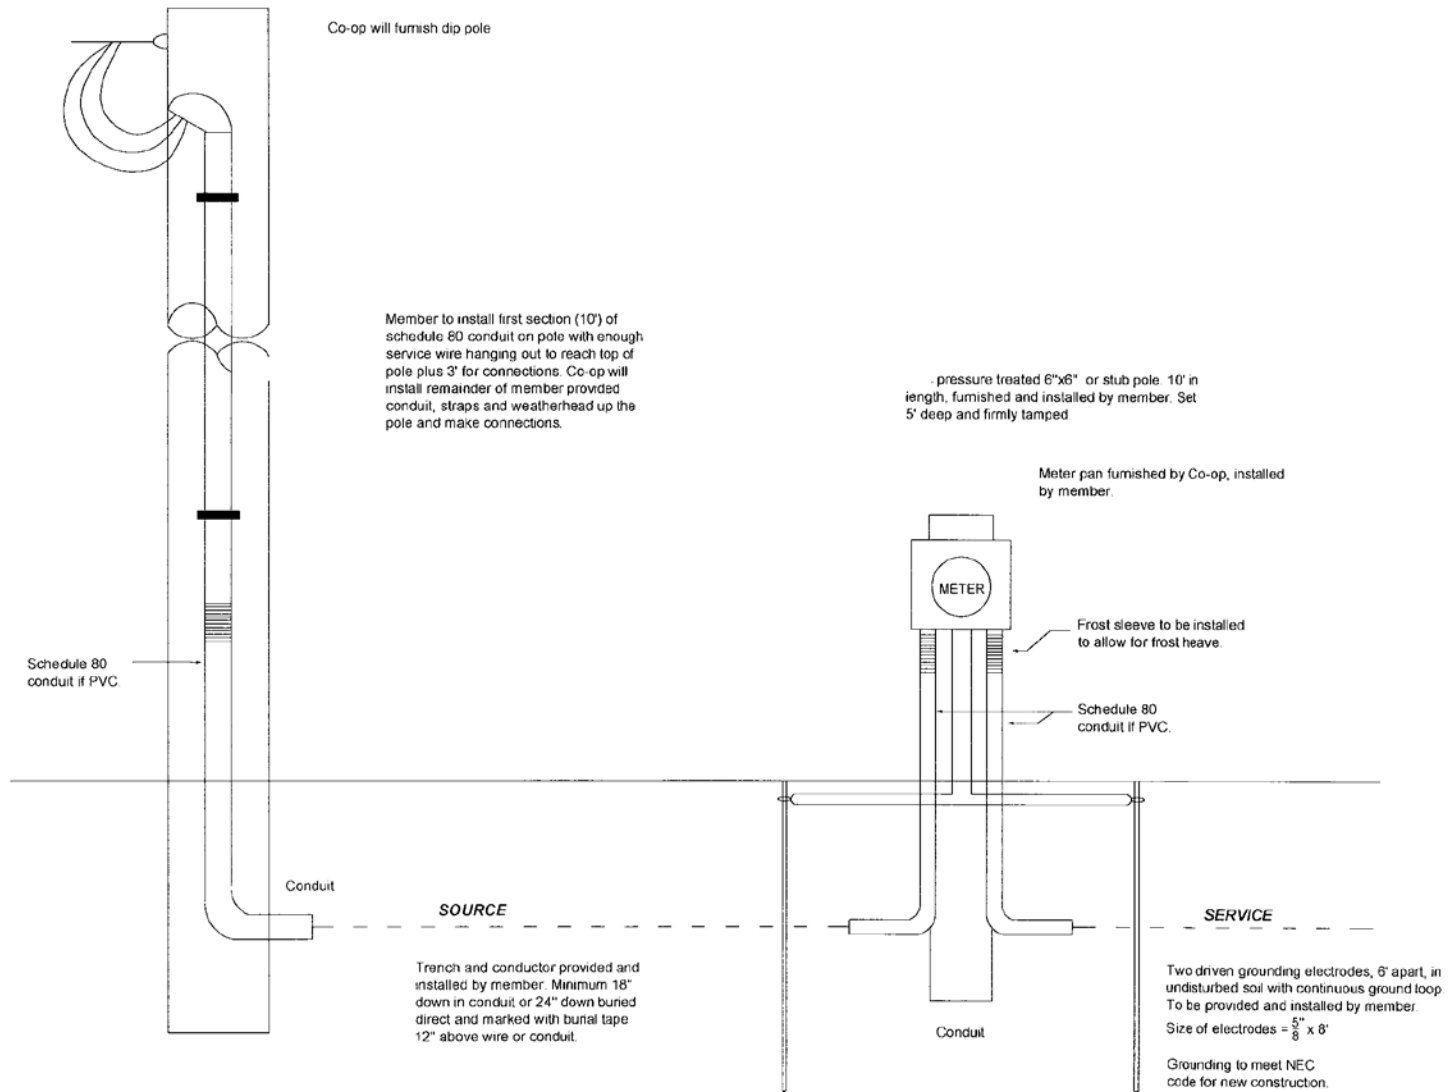 Co-op will furnish dip pole
Member to install first section (10') of
schedule 80 conduit on pole with enough
service wire hanging out to reach top of
pole plus 3' for connections. Co-op will
install remainder of member provided
conduit, straps and weatherhead up the
pole and make connections.
. pressure treated 6"x6" or stub pole. 10' in
length, furnished and installed by member. Set
5' deep and firmly tamped
Meter pan furnished by Co-op, installed
by member.
METER
Frost sleeve to be installed
to allow for frost heave.
Schedule 80
conduit if PVC.
Schedule 80
conduit if PVC.
Conduit
SOURCE
SERVICE
Trench and conductor provided and
installed by member. Minimum 18"
down in conduit or 24" down buried
direct and marked with burial tape
12" above wire or conduit.
Conduit
Two driven grounding electrodes, 6' apart, in
undisturbed soil with continuous ground loop.
To be provided and installed by member.
Size of electrodes = 5/8" x 8'
Grounding to meet NEC
code for new construction.